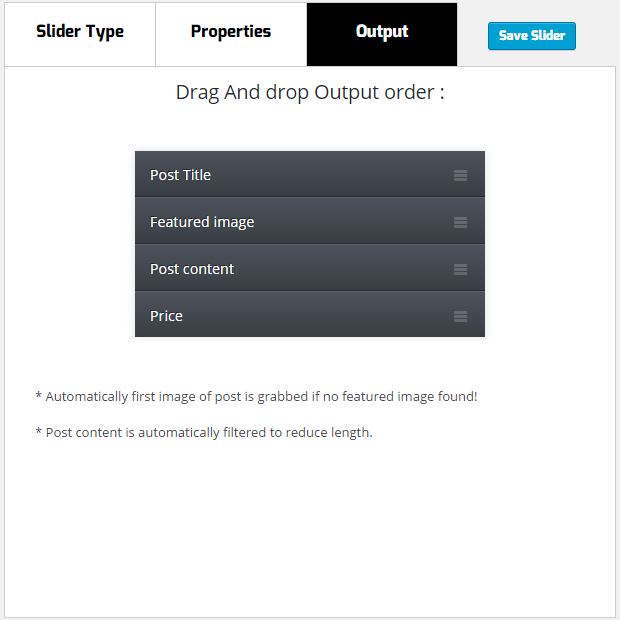 Slider Type
Properties
Output
Save Slider
Drag And drop Output order :
Post Title
Featured image
Post content
Price
* Automatically first image of post is grabbed if no featured image found!
* Post content is automatically filtered to reduce length.